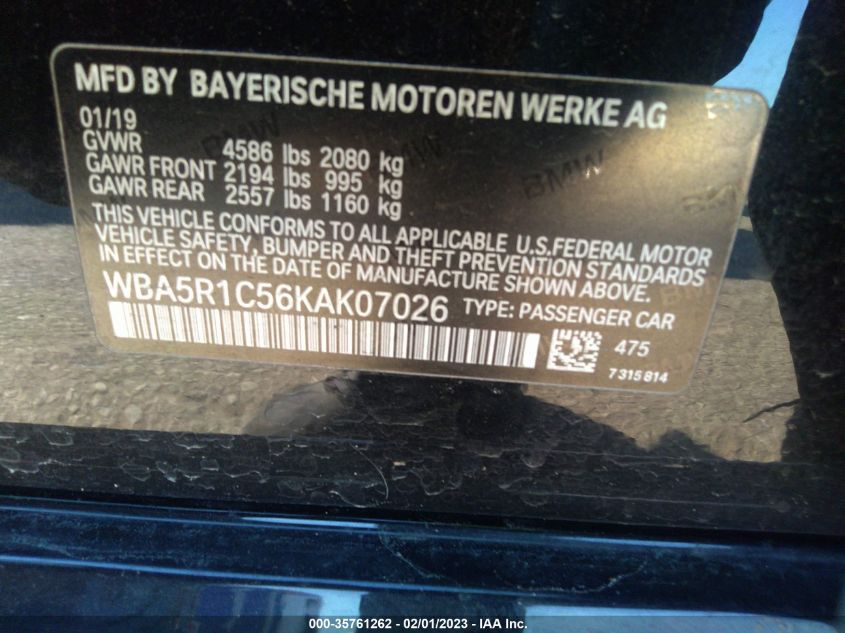 MFD BY BAYERISCHE MOTOREN WERKE AG
01/19
GVWR 4586 lbs 2080 kg
GAWR FRONT 2194 lbs 995 kg
GAWR REAR 2557 lbs 1160 kg
THIS VEHICLE CONFORMS TO ALL APPLICABLE U.S.FEDERAL MOTOR
VEHICLE SAFETY, BUMPER AND THEFT PREVENTION STANDARDS
IN EFFECT ON THE DATE OF MANUFACTURE SHOWN ABOVE.
WBA5R1C56KAK07026 TYPE: PASSENGER CAR
475
7315814
000-35761262 - 02/01/2023 - IAA Inc.